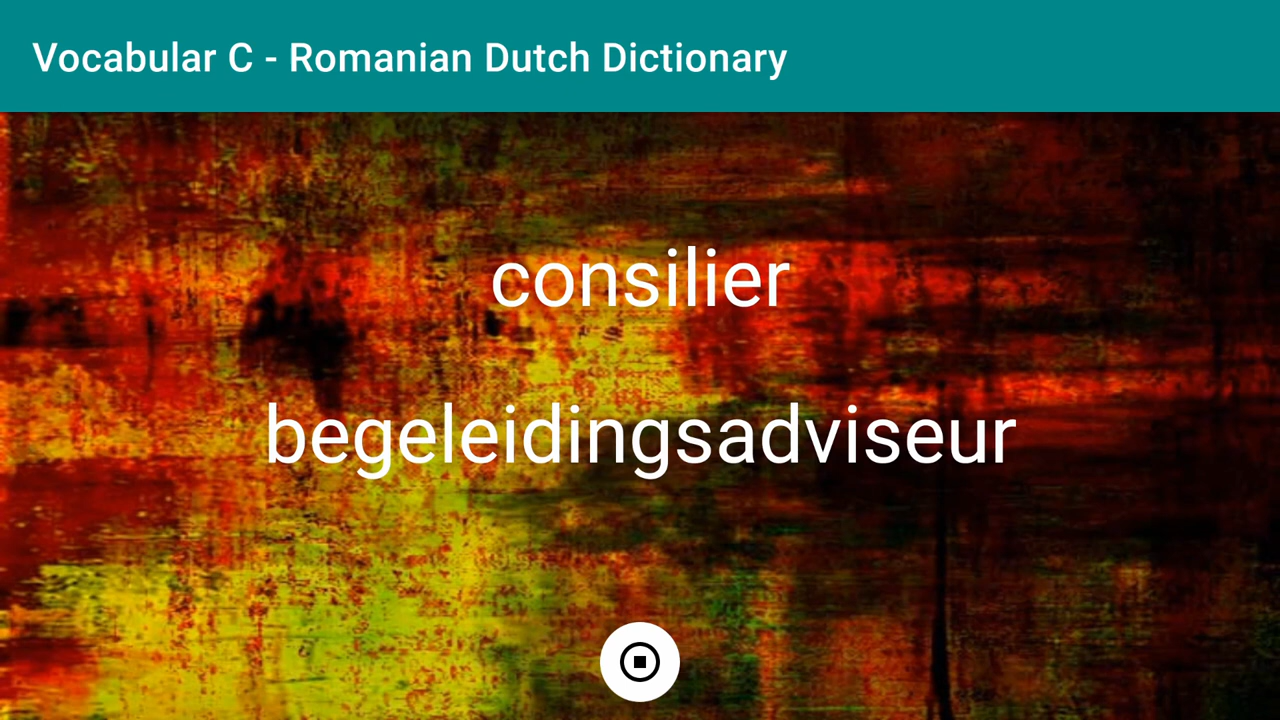 Vocabular C - Romanian Dutch Dictionary
consilier
begeleidingsadviseur